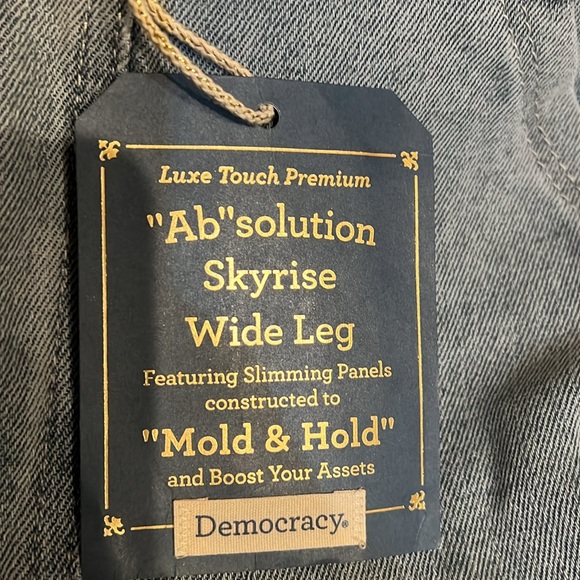 Luxe Touch Premium
"Ab"solution
Skyrise
Wide Leg
Featuring Slimming Panels
constructed to
"Mold & Hold"
and Boost Your Assets
Democracy®